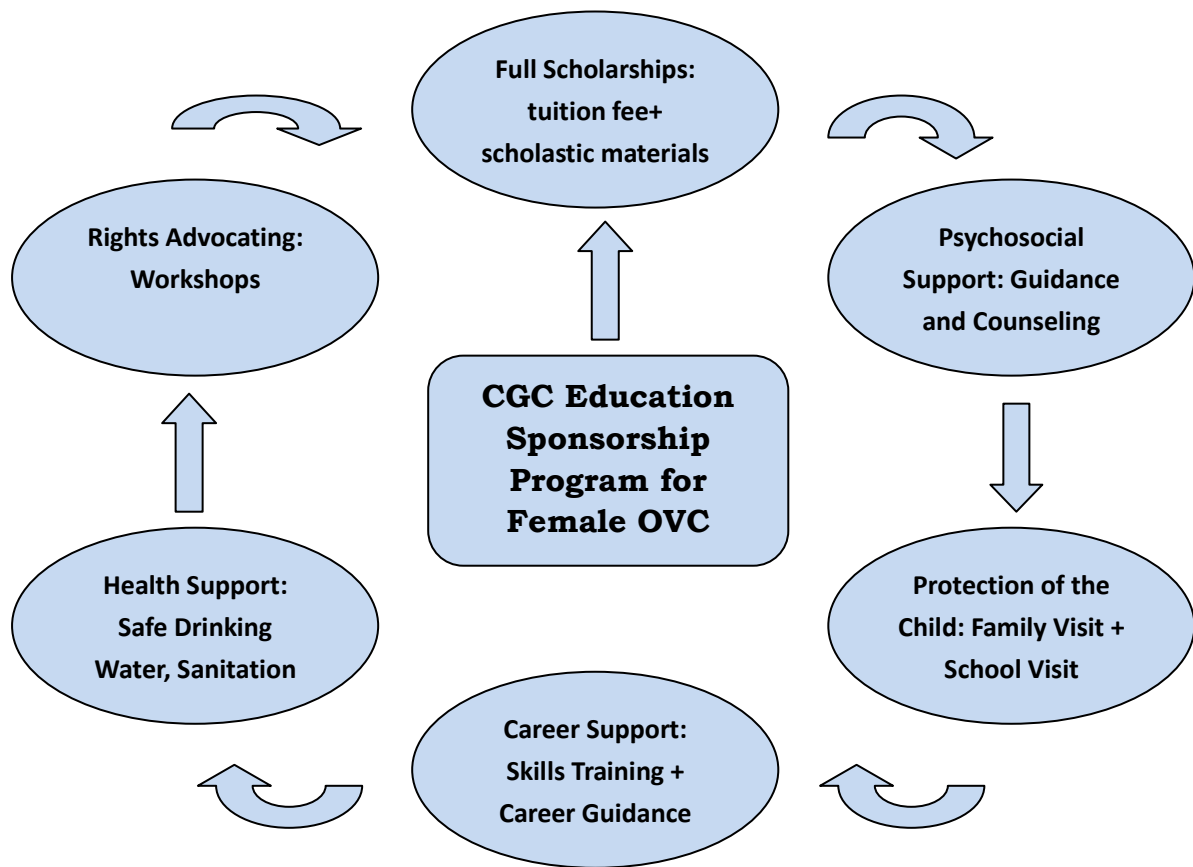 Full Scholarships:
tuition fee+
scholastic materials
Rights Advocating:
Workshops
Psychosocial
Support: Guidance
and Counseling
CGC Education
Sponsorship
Program for
Female OVC
Health Support:
Safe Drinking
Water, Sanitation
Protection of the
Child: Family Visit +
School Visit
Career Support:
Skills Training +
Career Guidance